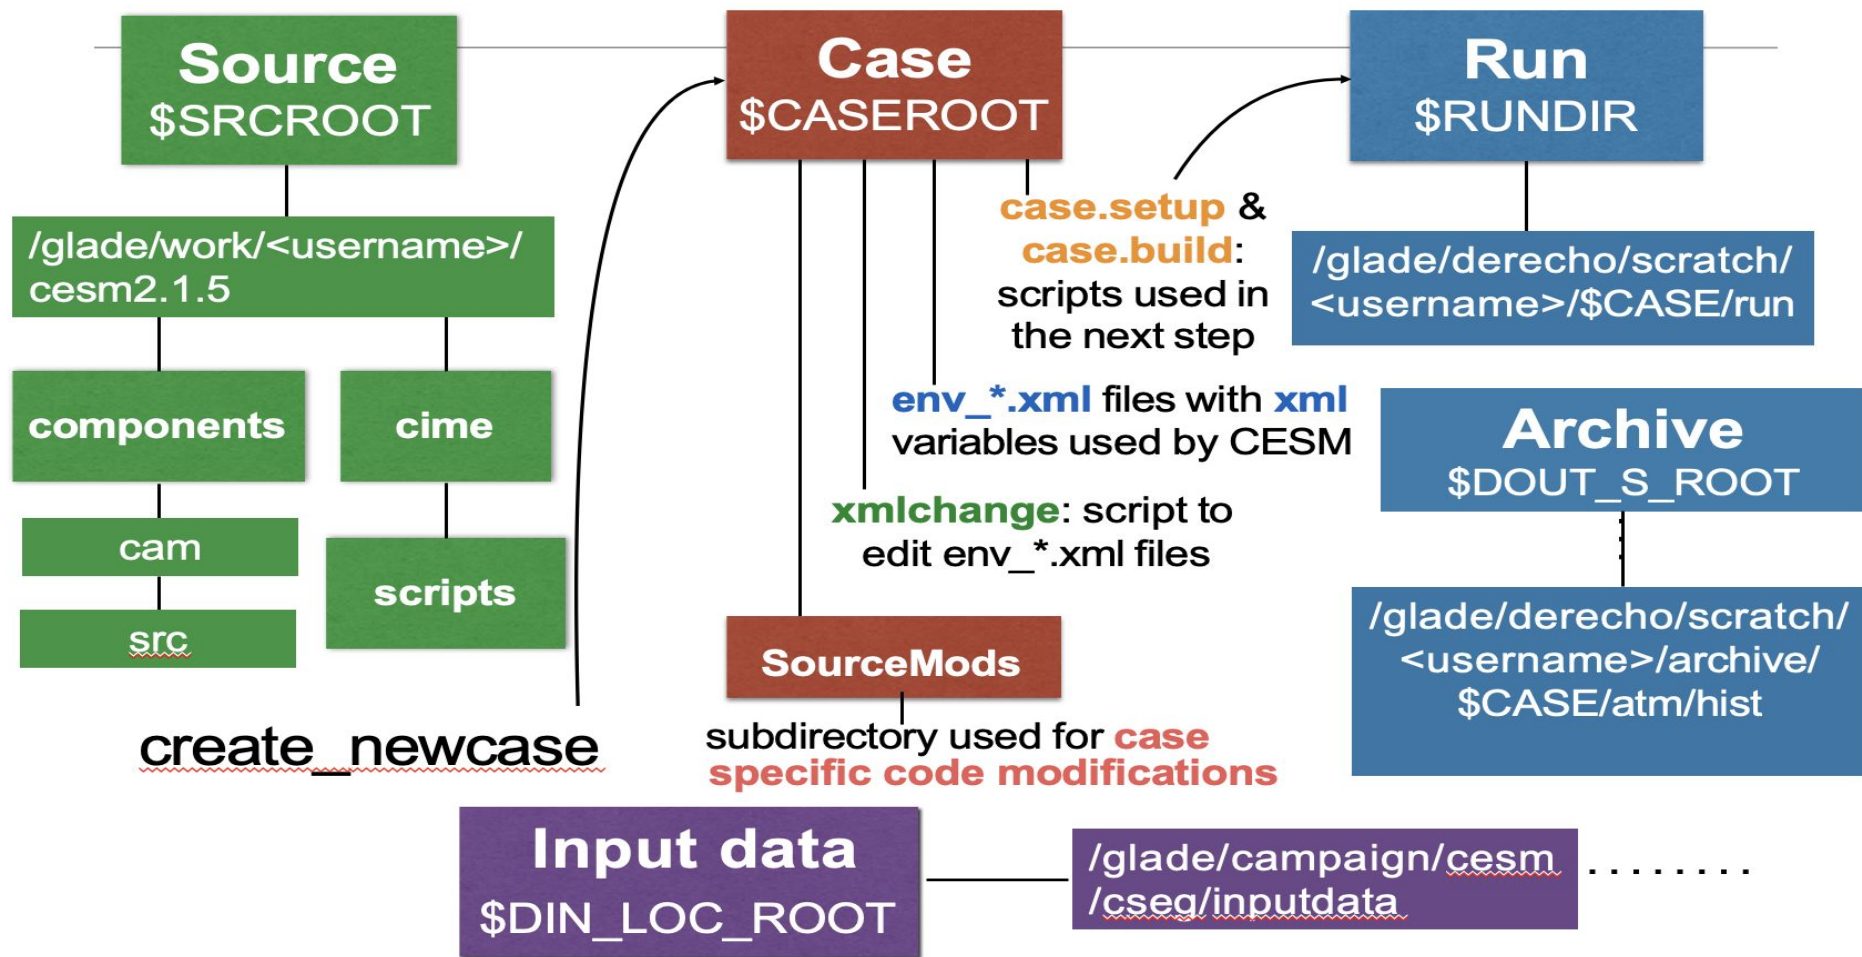 Source
$SRCROOT
/glade/work/<username>/
cesm2.1.5
components
cime
cam
scripts
src
create_newcase
Case
$CASEROOT
case.setup &
case.build:
scripts used in
the next step
env_*.xml files with xml
variables used by CESM
xmlchange: script to
edit env_*.xml files
SourceMods
subdirectory used for case
specific code modifications
Run
$RUNDIR
/glade/derecho/scratch/
<username>/$CASE/run
Archive
$DOUT_S_ROOT
/glade/derecho/scratch/
<username>/archive/
$CASE/atm/hist
Input data
$DIN_LOC_ROOT
/glade/campaign/cesm
/cseg/inputdata
. . . . . . . .